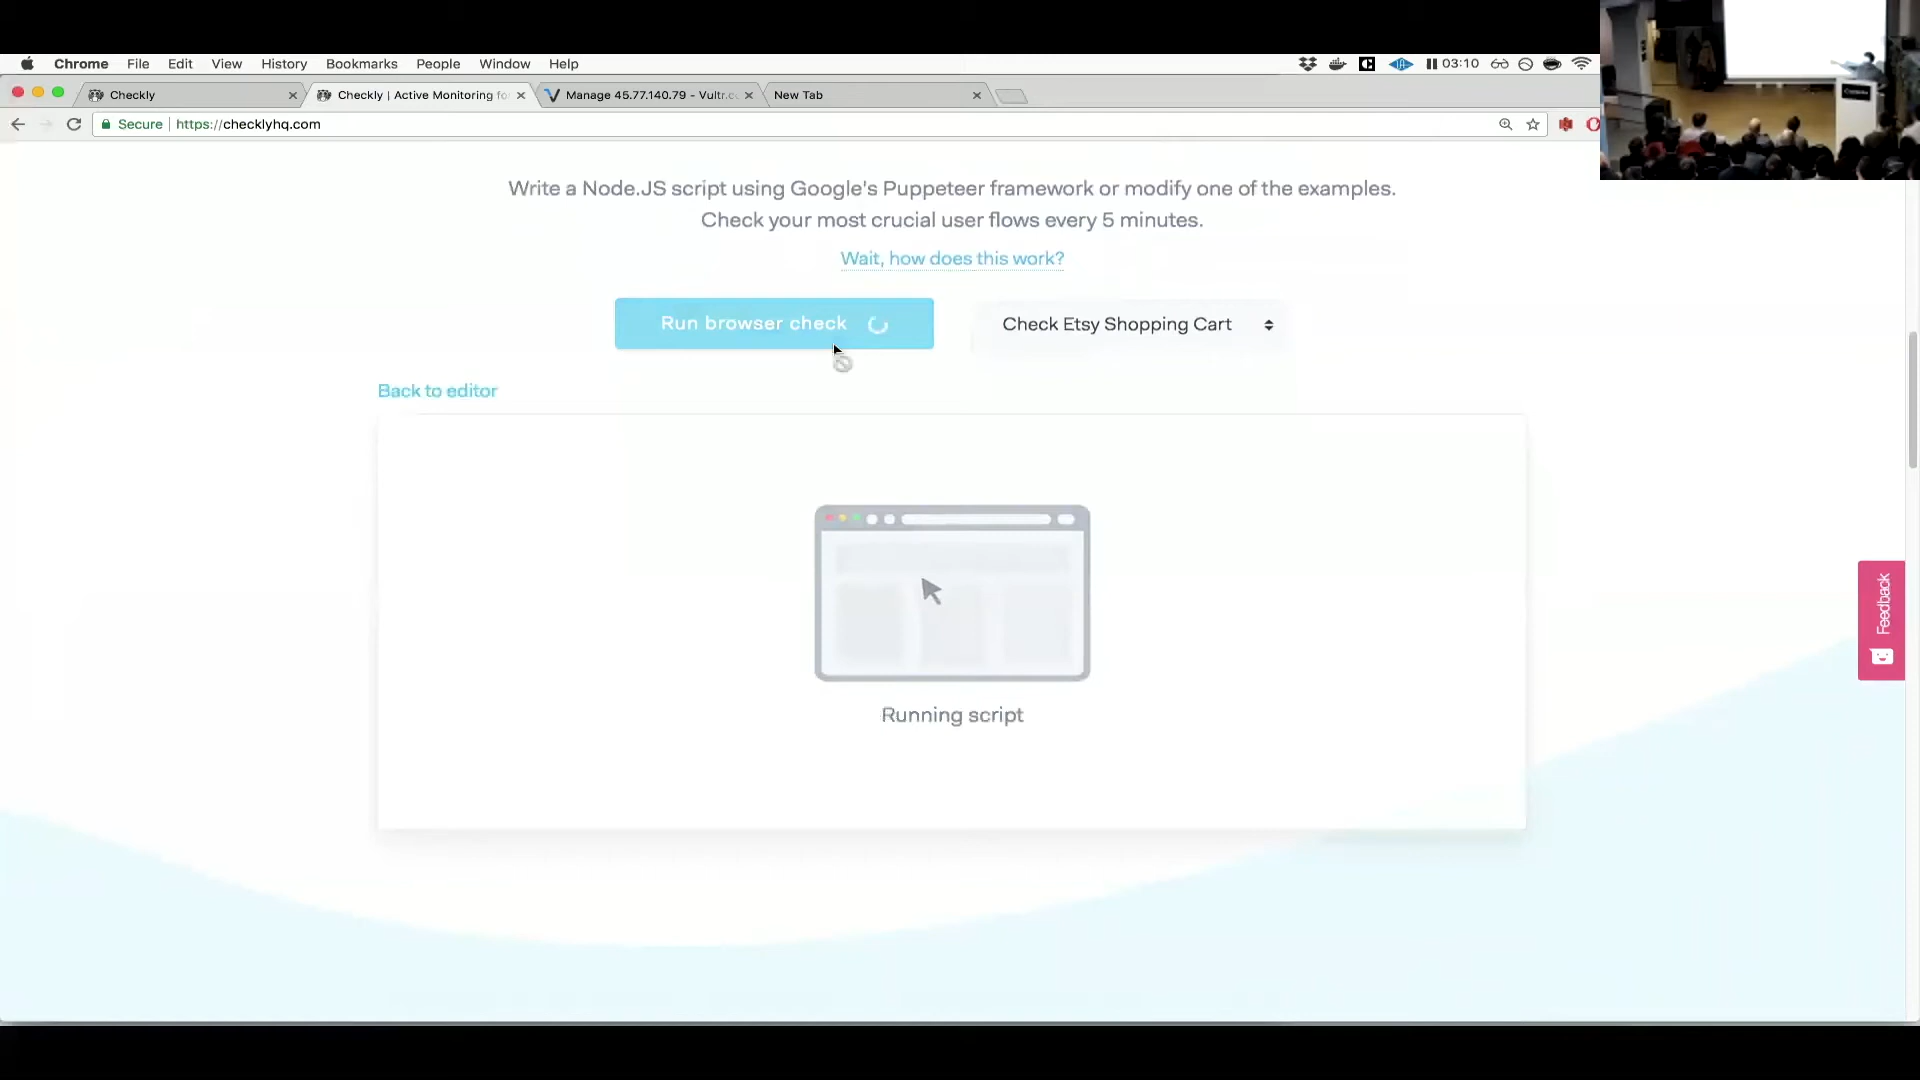 Chrome File Edit View History Bookmarks People Window Help 03:10
Checkly
Checkly | Active Monitoring fo
Manage 45.77.140.79 - Vultr.c
New Tab
Secure | https://checklyhq.com
Write a Node.JS script using Google's Puppeteer framework or modify one of the examples.
Check your most crucial user flows every 5 minutes.
Wait, how does this work?
Run browser check
Check Etsy Shopping Cart
Back to editor
Running script
Feedback